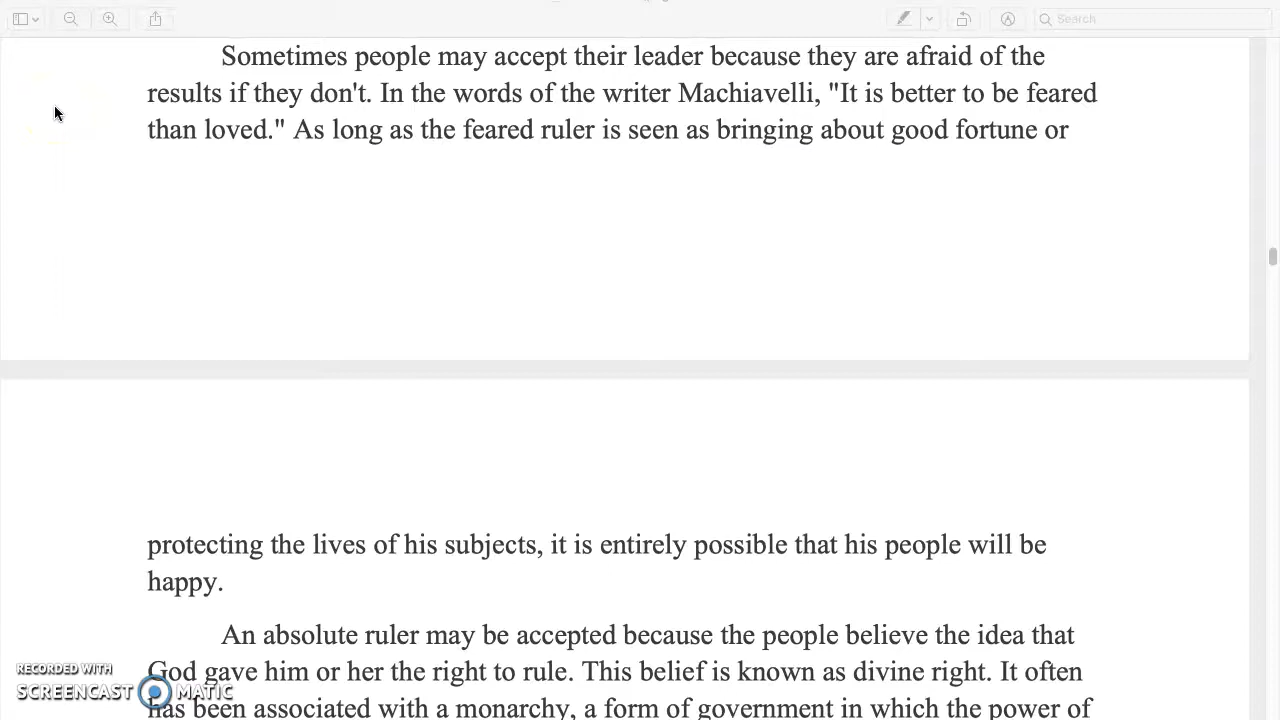 Search
Sometimes people may accept their leader because they are afraid of the
results if they don't. In the words of the writer Machiavelli, "It is better to be feared
than loved." As long as the feared ruler is seen as bringing about good fortune or
protecting the lives of his subjects, it is entirely possible that his people will be
happy.
An absolute ruler may be accepted because the people believe the idea that
God gave him or her the right to rule. This belief is known as divine right. It often
has been associated with a monarchy, a form of government in which the power of
RECORDED WITH
SCREENCAST MATIC